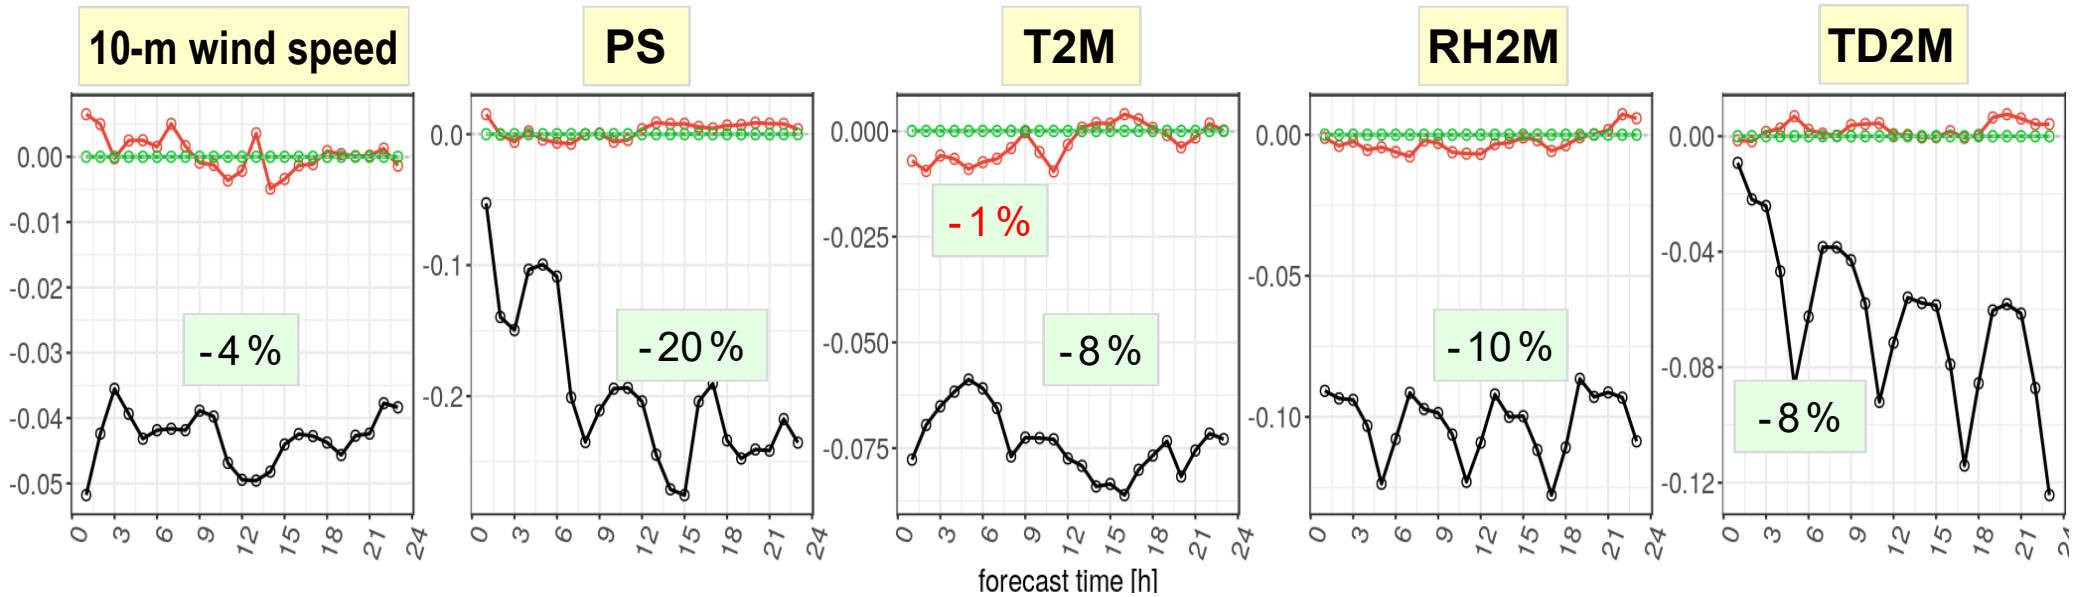 10-m wind speed
PS
T2M
RH2M
TD2M
0.00
-0.01
-0.02
-0.03
-0.04
-0.05
-4%
0 3 6 9 12 15 18 21 24
0.0
-0.1
-0.2
-20%
0 3 6 9 12 15 18 21 24
0.000
-0.025
-0.050
-0.075
-1%
-8%
0 3 6 9 12 15 18 21 24
0.00
-0.05
-0.10
-10%
0 3 6 9 12 15 18 21 24
0.00
-0.04
-0.08
-0.12
-8%
0 3 6 9 12 15 18 21 24
forecast time [h]